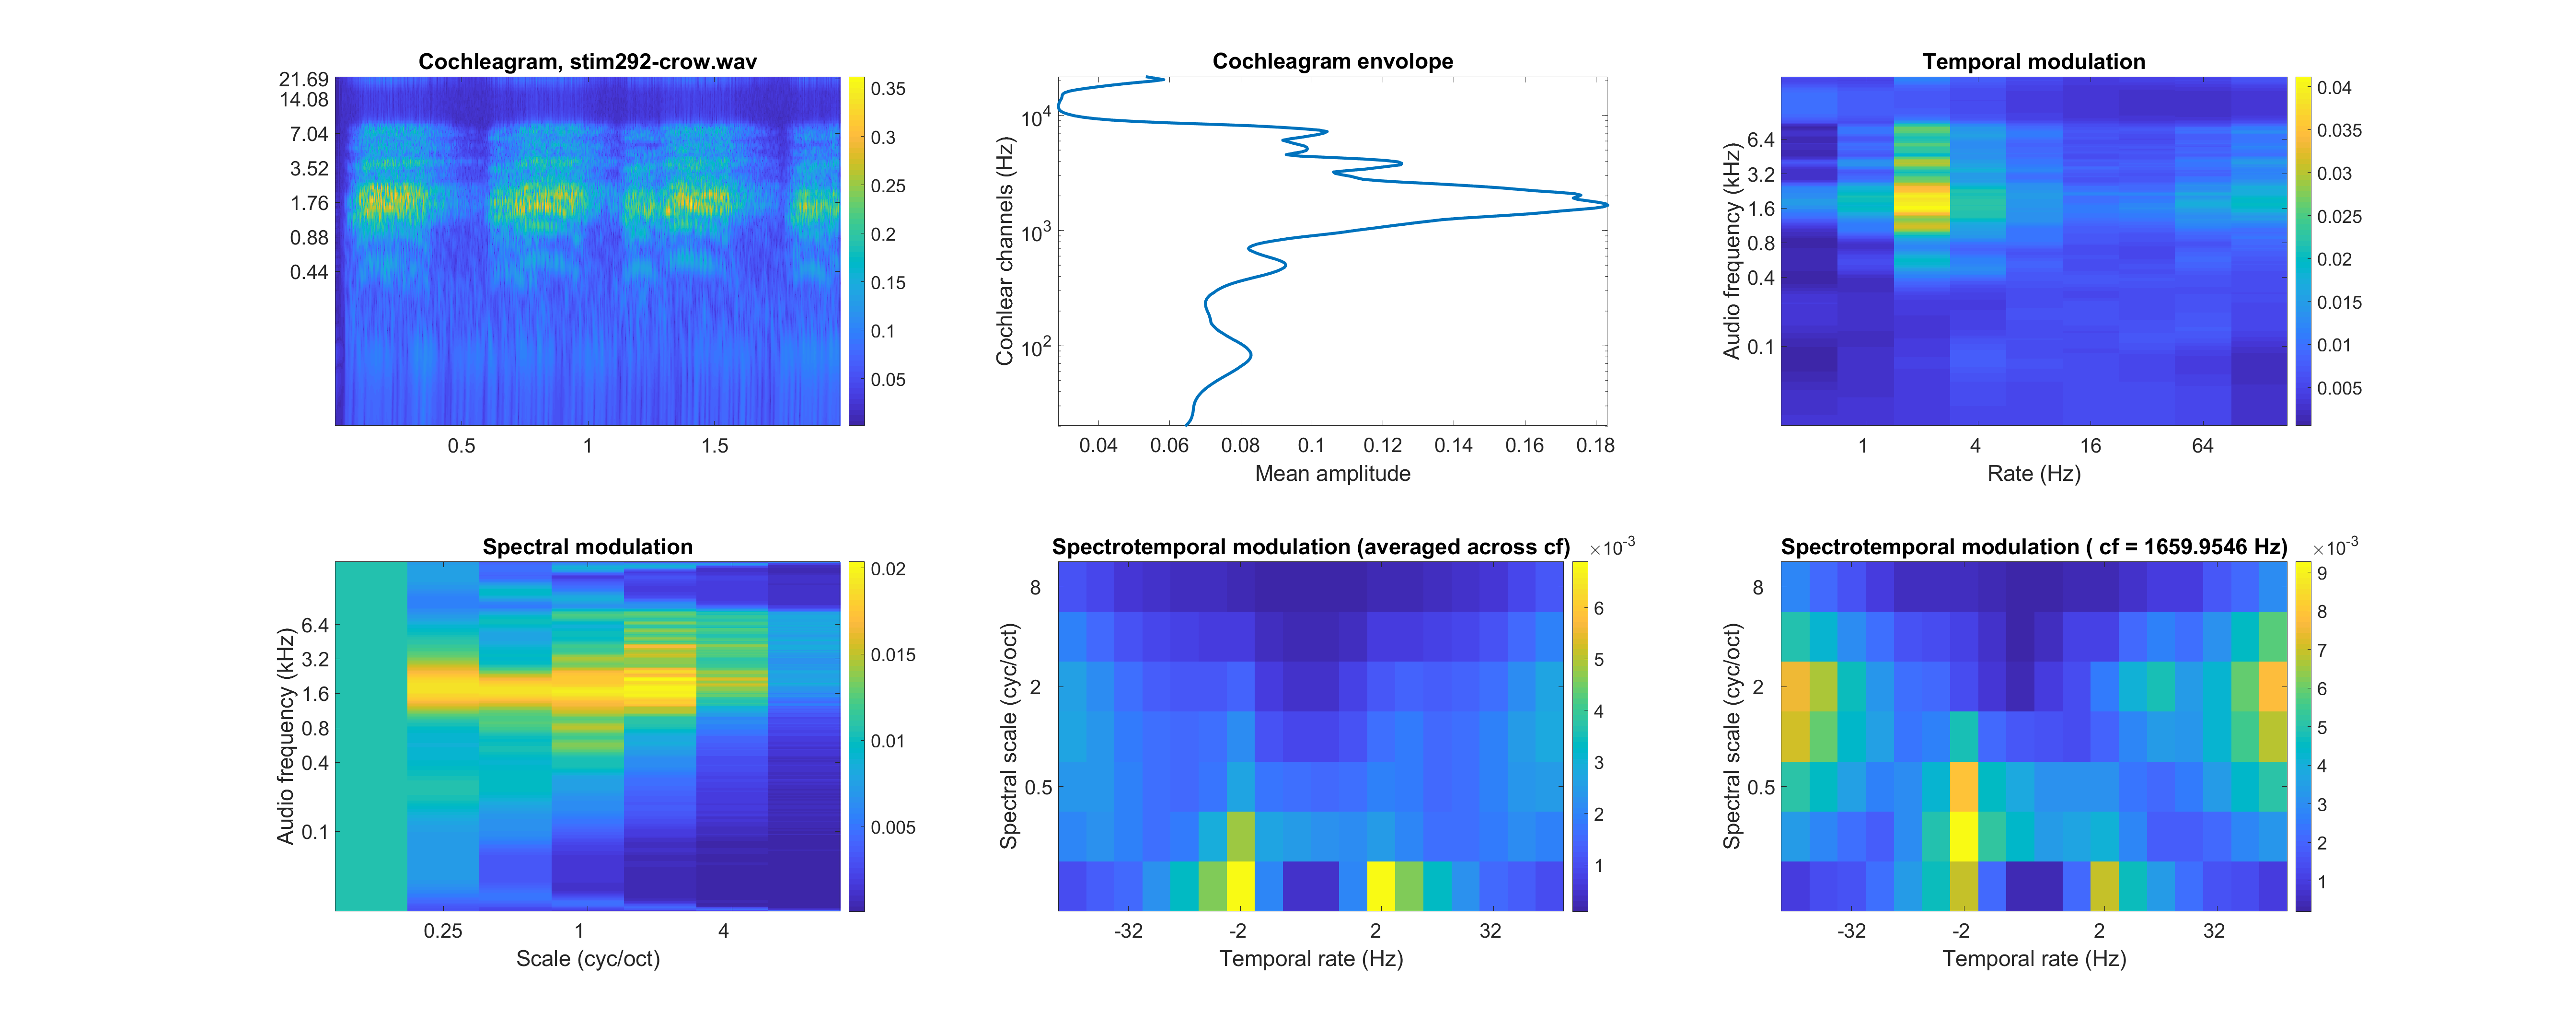 Cochleagram, stim292-crow.wav
21.69
14.08
7.04
3.52
1.76
0.88
0.44
0.5 1 1.5
0.35
0.3
0.25
0.2
0.15
0.1
0.05
Cochleagram envolope
Cochlear channels (Hz)
10^4
10^3
10^2
0.04 0.06 0.08 0.1 0.12 0.14 0.16 0.18
Mean amplitude
Temporal modulation
Audio frequency (kHz)
6.4
3.2
1.6
0.8
0.4
0.1
1 4 16 64
Rate (Hz)
0.04
0.035
0.03
0.025
0.02
0.015
0.01
0.005
Spectral modulation
Audio frequency (kHz)
6.4
3.2
1.6
0.8
0.4
0.1
0.25 1 4
Scale (cyc/oct)
0.02
0.015
0.01
0.005
Spectrotemporal modulation (averaged across cf)
×10^-3
Spectral scale (cyc/oct)
8
2
0.5
-32 -2 2 32
Temporal rate (Hz)
6
5
4
3
2
1
Spectrotemporal modulation ( cf = 1659.9546 Hz)
×10^-3
Spectral scale (cyc/oct)
8
2
0.5
-32 -2 2 32
Temporal rate (Hz)
9
8
7
6
5
4
3
2
1